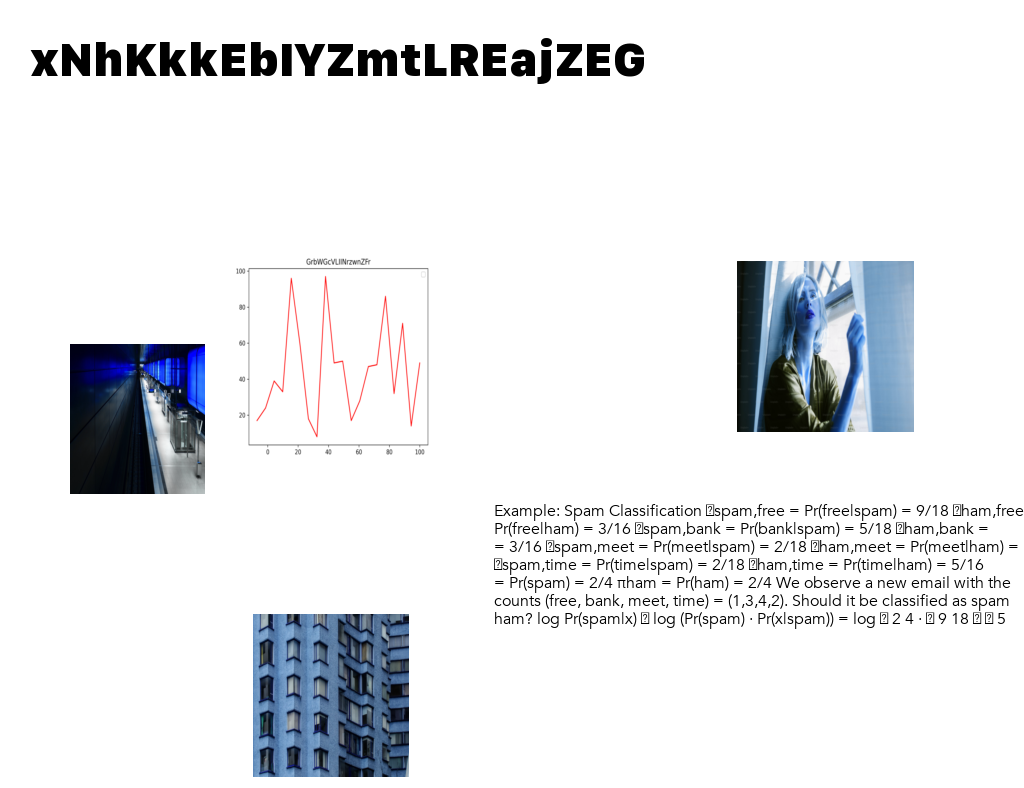 xNhKkkEbIYZmtLREajZEG
GrbWGcVLIINrzwnZFr
100
80
60
40
20
0 20 40 60 80 100
Example: Spam Classification spam,free = Pr(free|spam) = 9/18 ham,free
Pr(free|ham) = 3/16 spam,bank = Pr(bank|spam) = 5/18 ham,bank =
= 3/16 spam,meet = Pr(meet|spam) = 2/18 ham,meet = Pr(meet|ham) =
spam,time = Pr(time|spam) = 2/18 ham,time = Pr(time|ham) = 5/16
= Pr(spam) = 2/4 πham = Pr(ham) = 2/4 We observe a new email with the
counts (free, bank, meet, time) = (1,3,4,2). Should it be classified as spam
ham? log Pr(spam|x) log (Pr(spam) · Pr(x|spam)) = log 2 4 · 9 18 5